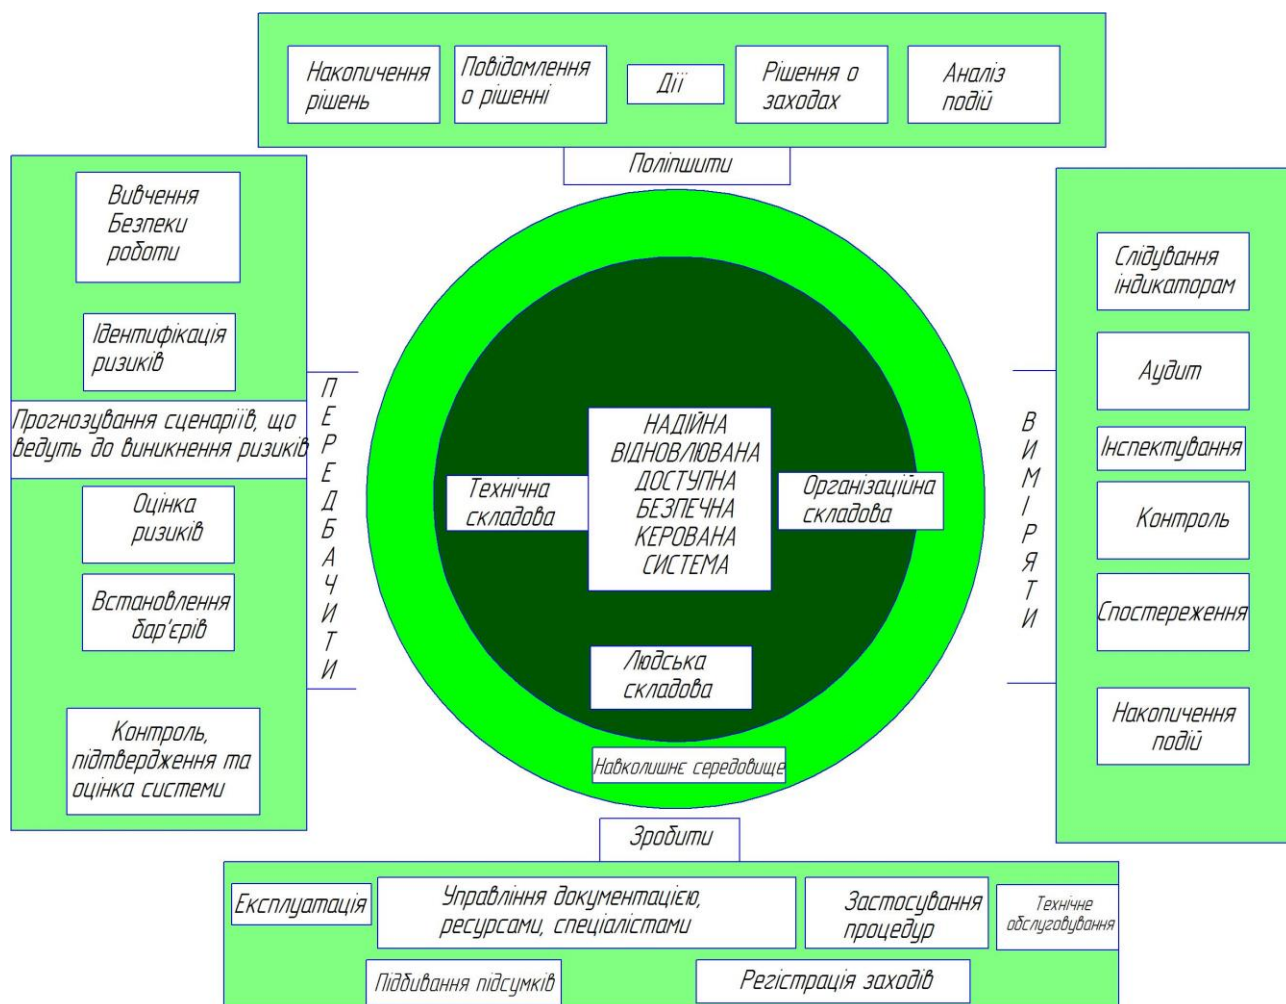 Накопичення
рішень
Повідомлення
о рішенні
Дії
Рішення о
заходах
Аналіз
подій
Поліпшити
Вивчення
Безпеки
роботи
Ідентифікація
ризиків
Прогнозування сценаріїв, що
ведуть до виникнення ризиків
Оцінка
ризиків
Встановлення
бар'єрів
Контроль,
підтвердження та
оцінка системи
ПЕРЕДБАЧИТИ
НАДІЙНА
ВІДНОВЛЮВАНА
ДОСТУПНА
БЕЗПЕЧНА
КЕРОВАНА
СИСТЕМА
Технічна
складова
Організаційна
складова
Людська
складова
Навколишнє середовище
ВИМІРЯТИ
Слідування
індикаторам
Аудит
Інспектування
Контроль
Спостереження
Накопичення
подій
Зробити
Експлуатація
Управління документацією,
ресурсами, спеціалістами
Застосування
процедур
Технічне
обслуговування
Підбивання підсумків
Регістрація заходів